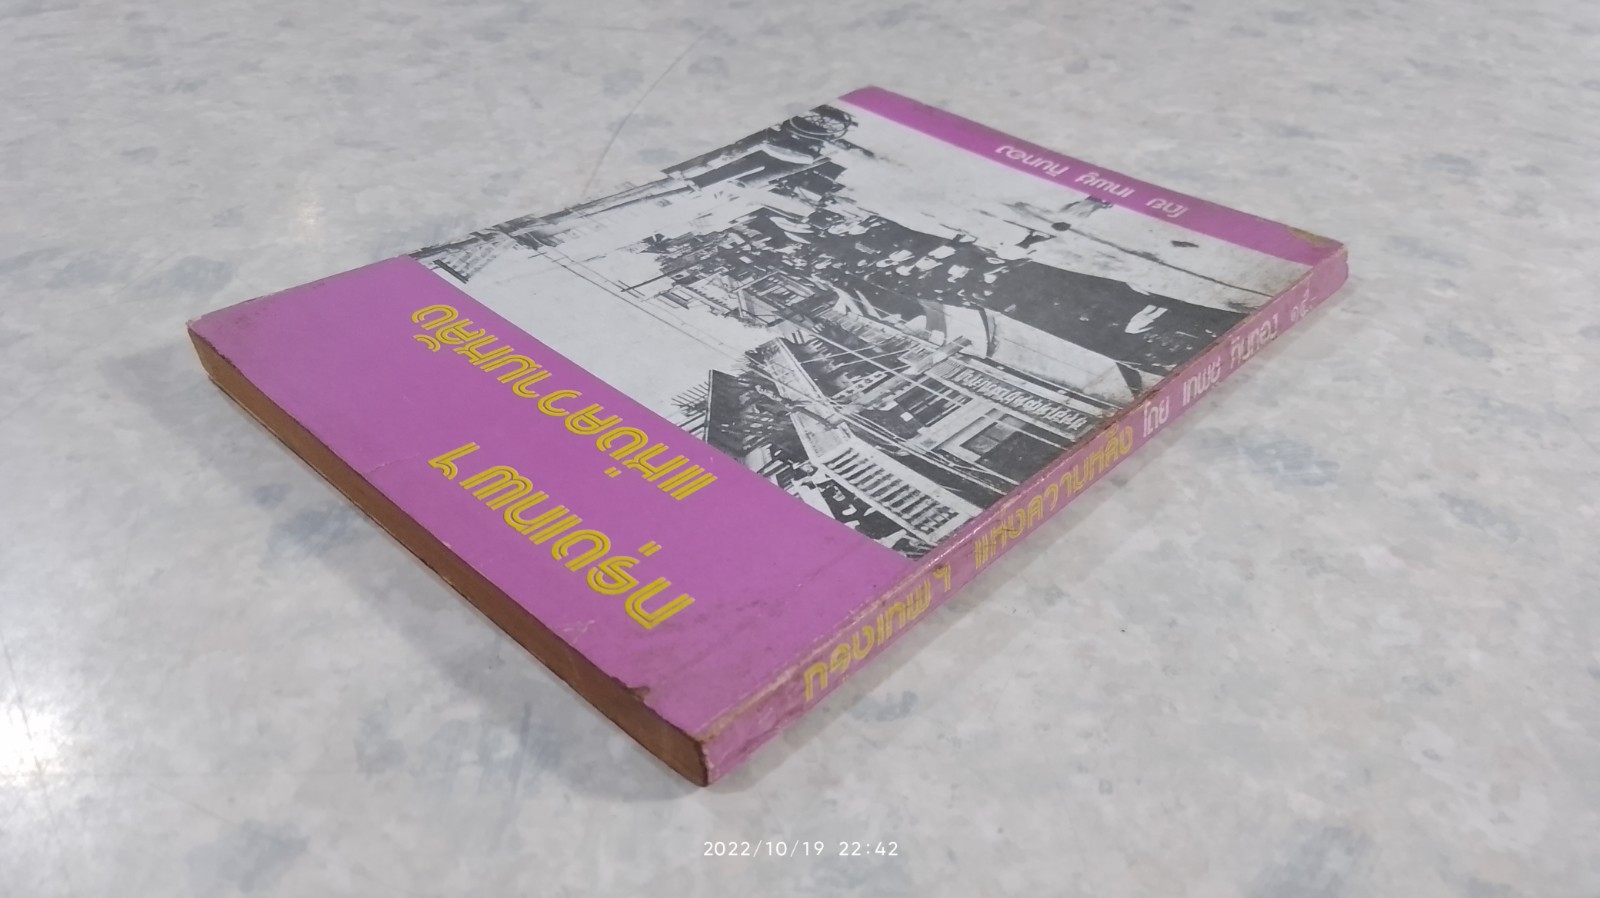 กรุงเทพฯ
แห่งความหลัง
โดย เทพชู ทับทอง
กรุงเทพฯ แห่งความหลัง โดย เทพชู ทับทอง
2022/10/19 22:42